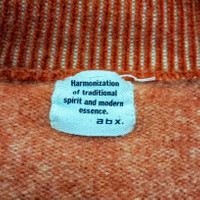 Harmonization
of traditional
spirit and modern
essence.
abx.